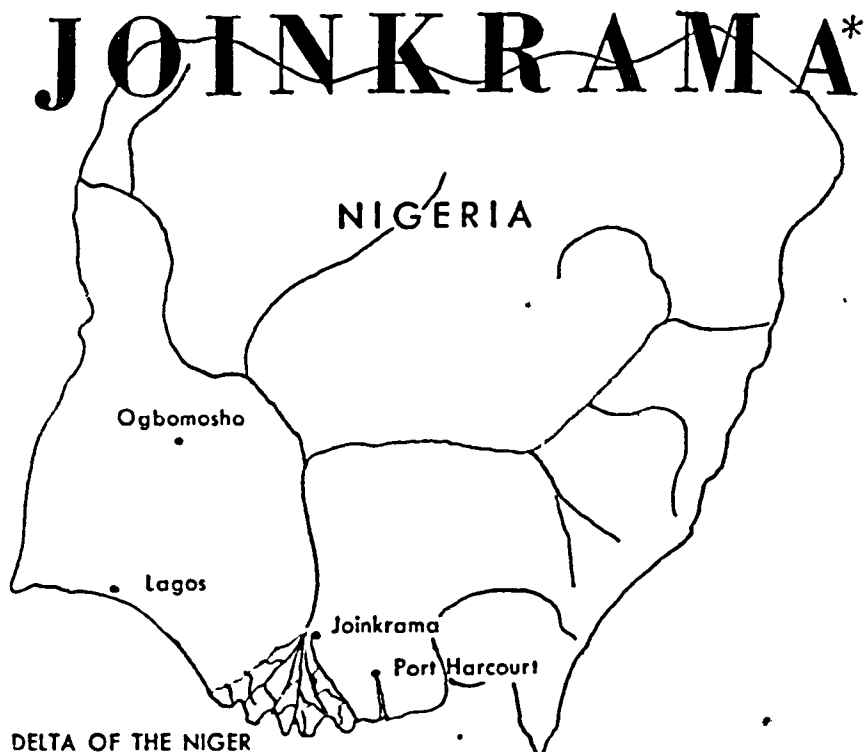 JOINKRAMA*
NIGERIA
Ogbomosho
Lagos
Joinkrama
Port Harcourt
DELTA OF THE NIGER